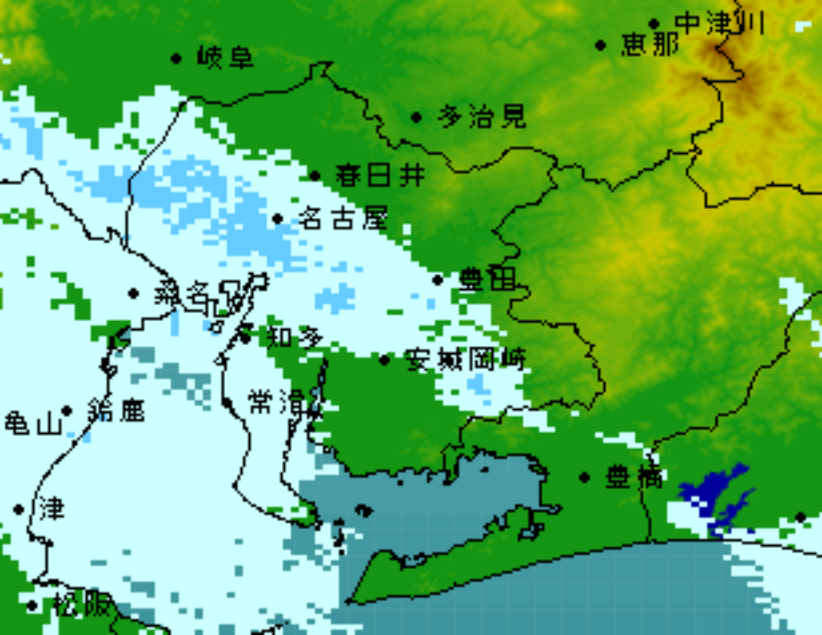 中津川
恵那
岐阜
多治見
春日井
名古屋
豊田
桑名
知多
安城岡崎
常滑
鈴鹿
亀山
豊橋
津
松阪